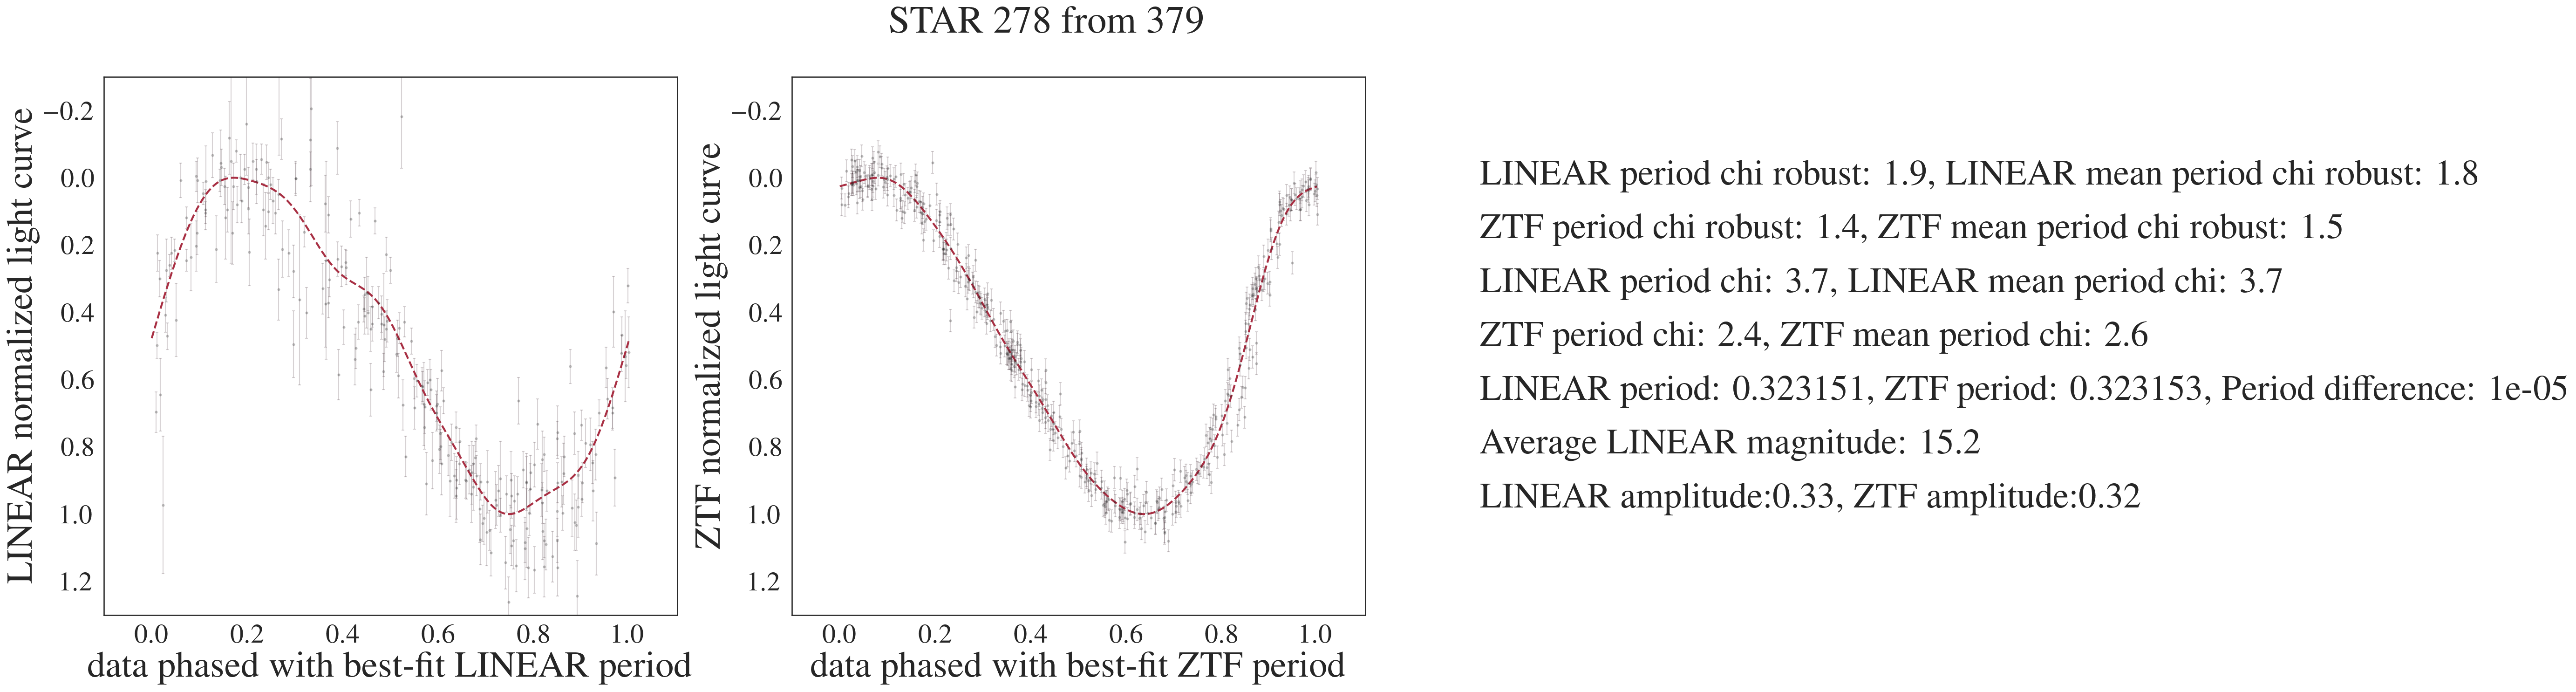 STAR 278 from 379
LINEAR normalized light curve
−0.2
0.0
0.2
0.4
0.6
0.8
1.0
1.2
0.0 0.2 0.4 0.6 0.8 1.0
data phased with best-fit LINEAR period
ZTF normalized light curve
−0.2
0.0
0.2
0.4
0.6
0.8
1.0
1.2
0.0 0.2 0.4 0.6 0.8 1.0
data phased with best-fit ZTF period
LINEAR period chi robust: 1.9, LINEAR mean period chi robust: 1.8
ZTF period chi robust: 1.4, ZTF mean period chi robust: 1.5
LINEAR period chi: 3.7, LINEAR mean period chi: 3.7
ZTF period chi: 2.4, ZTF mean period chi: 2.6
LINEAR period: 0.323151, ZTF period: 0.323153, Period difference: 1e-05
Average LINEAR magnitude: 15.2
LINEAR amplitude:0.33, ZTF amplitude:0.32